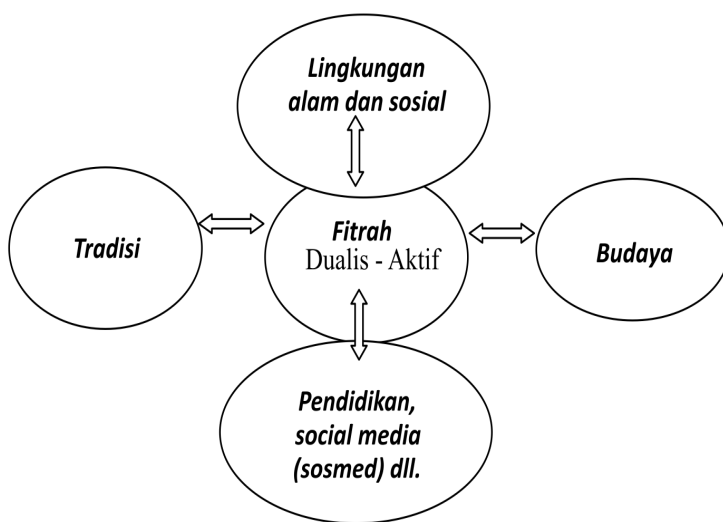 Lingkungan
alam dan sosial
Tradisi
Fitrah
Dualis - Aktif
Budaya
Pendidikan,
social media
(sosmed) dll.